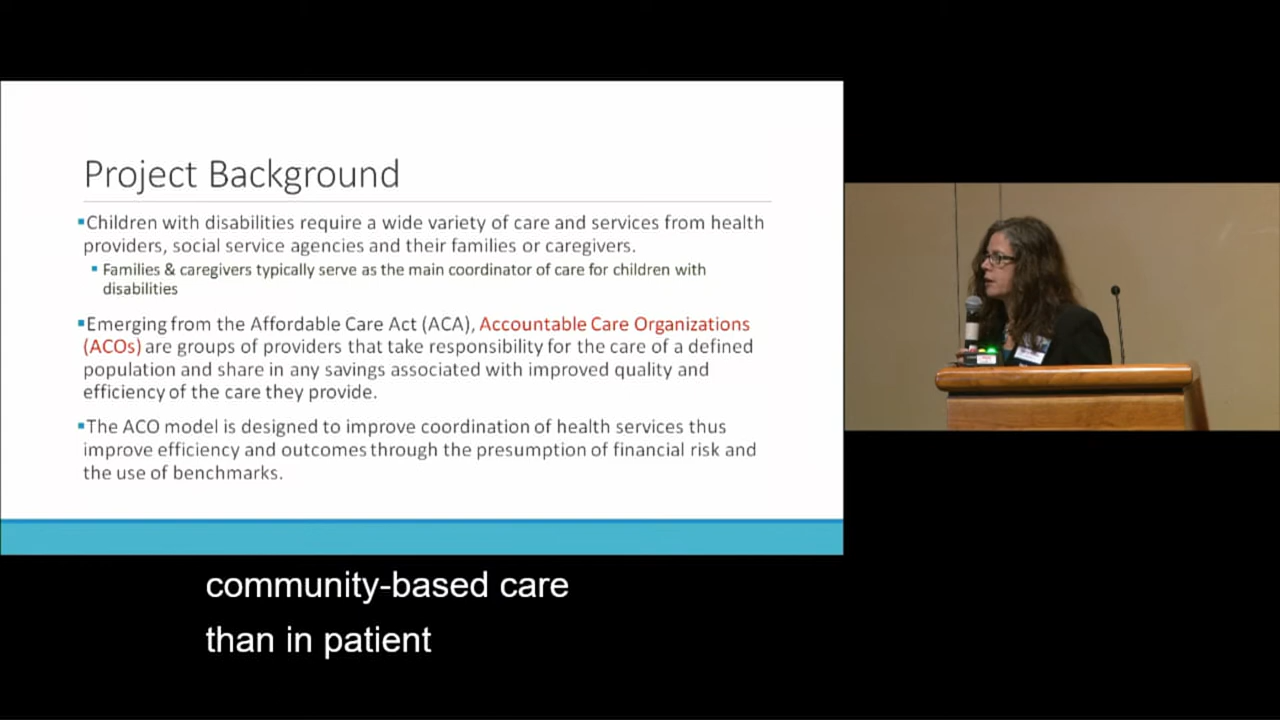 Project Background
▪Children with disabilities require a wide variety of care and services from health
providers, social service agencies and their families or caregivers.
▪ Families & caregivers typically serve as the main coordinator of care for children with
disabilities
▪Emerging from the Affordable Care Act (ACA), Accountable Care Organizations
(ACOs) are groups of providers that take responsibility for the care of a defined
population and share in any savings associated with improved quality and
efficiency of the care they provide.
▪The ACO model is designed to improve coordination of health services thus
improve efficiency and outcomes through the presumption of financial risk and
the use of benchmarks.
community-based care
than in patient